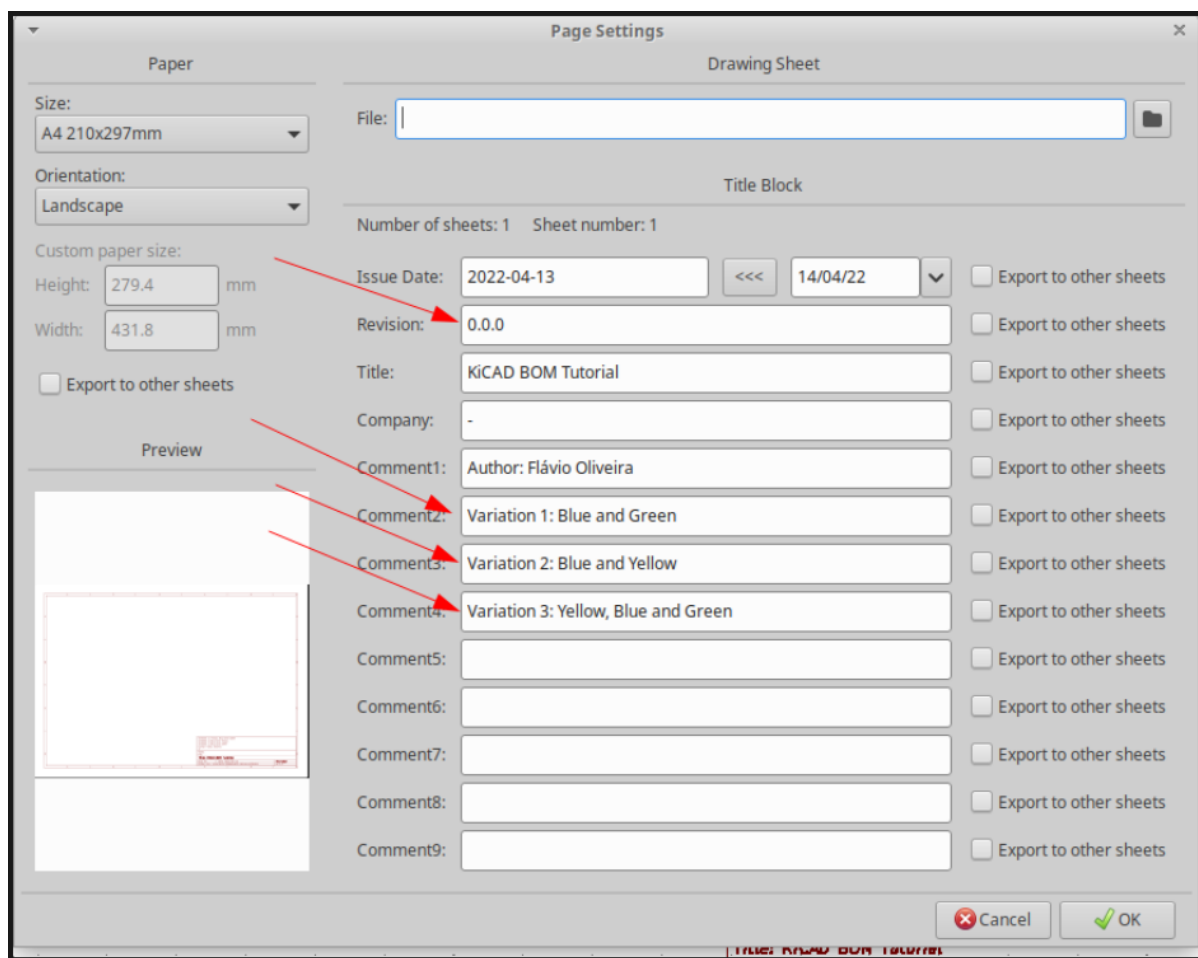 Page Settings
Paper
Drawing Sheet
Size:
A4 210x297mm
File:
Orientation:
Landscape
Title Block
Number of sheets: 1 Sheet number: 1
Custom paper size:
Height: 279.4 mm
Width: 431.8 mm
Export to other sheets
Issue Date: 2022-04-13 <<< 14/04/22 Export to other sheets
Revision: 0.0.0 Export to other sheets
Title: KiCAD BOM Tutorial Export to other sheets
Company: - Export to other sheets
Comment1: Author: Flávio Oliveira Export to other sheets
Comment2: Variation 1: Blue and Green Export to other sheets
Comment3: Variation 2: Blue and Yellow Export to other sheets
Comment4: Variation 3: Yellow, Blue and Green Export to other sheets
Comment5: Export to other sheets
Comment6: Export to other sheets
Comment7: Export to other sheets
Comment8: Export to other sheets
Comment9: Export to other sheets
Preview
Cancel OK
Title: KiCAD BOM Tutorial